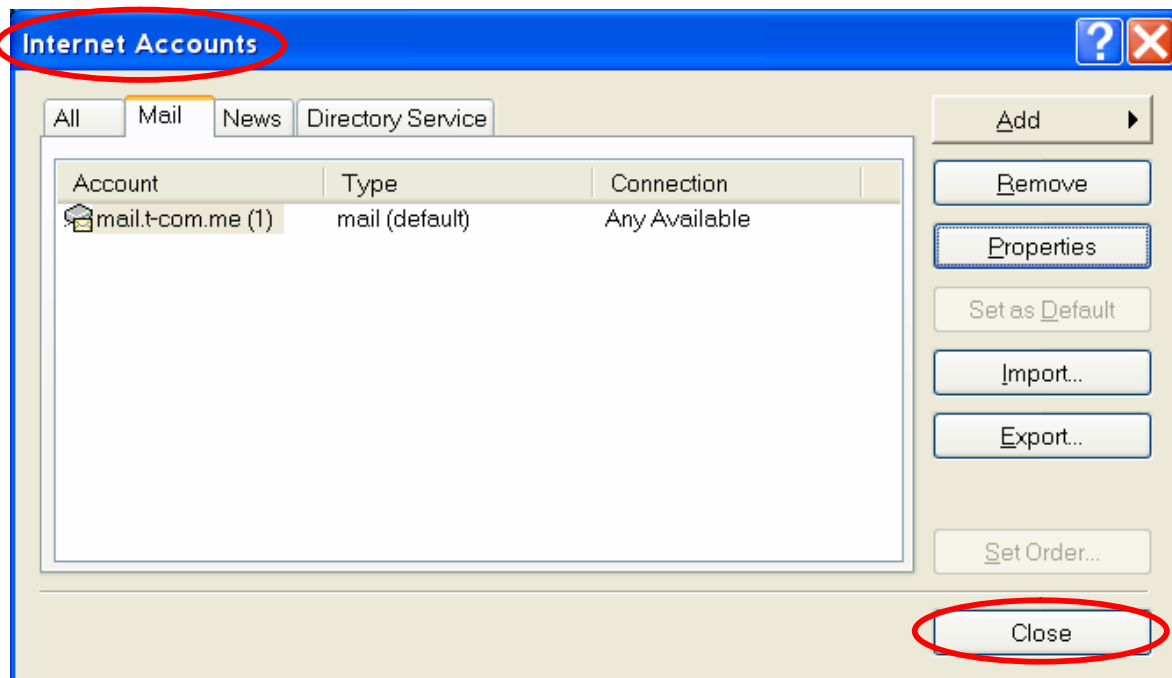 Internet Accounts
All Mail News Directory Service
Add
Account Type Connection
Remove
mail.t-com.me (1) mail (default) Any Available
Properties
Set as Default
Import...
Export...
Set Order...
Close